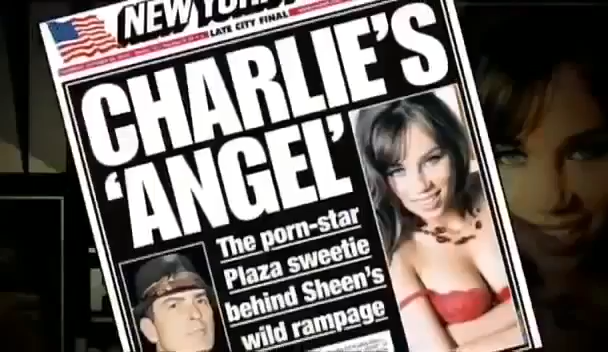 NEW YORK
LATE CITY FINAL
CHARLIE'S
'ANGEL'
The porn-star
Plaza sweetie
behind Sheen's
wild rampage